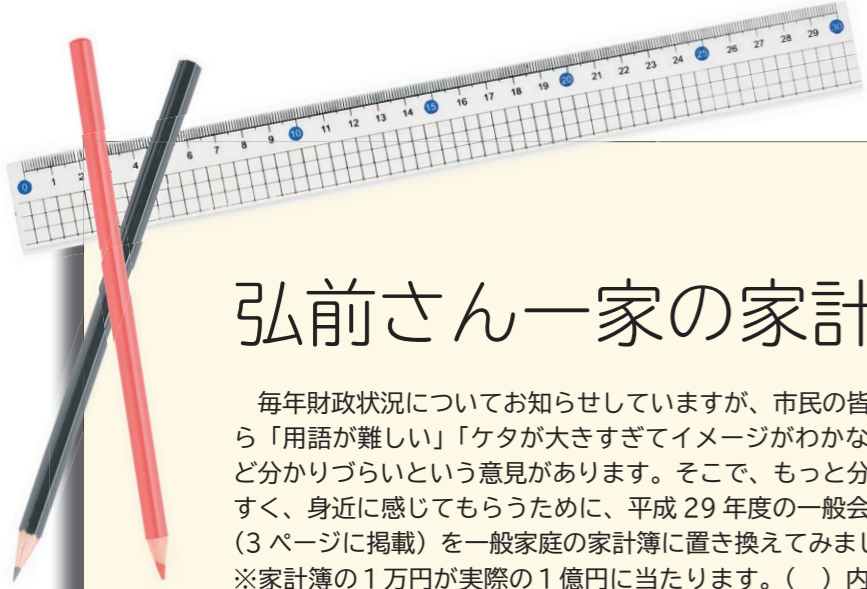 0 1 2 4 6 7 8 9 10 11 12 13 14 15 16 17 18 19 20 21 22 23 24 25 26 27 28 29 30
弘前さん一家の家計
毎年財政状況についてお知らせしていますが、市民の皆
ら「用語が難しい」「ケタが大きすぎてイメージがわかな
ど分かりづらいという意見があります。そこで、もっと分
すく、身近に感じてもらうために、平成 29 年度の一般会
(3 ページに掲載）を一般家庭の家計簿に置き換えてみまし
※家計簿の１万円が実際の１億円に当たります。(　) 内